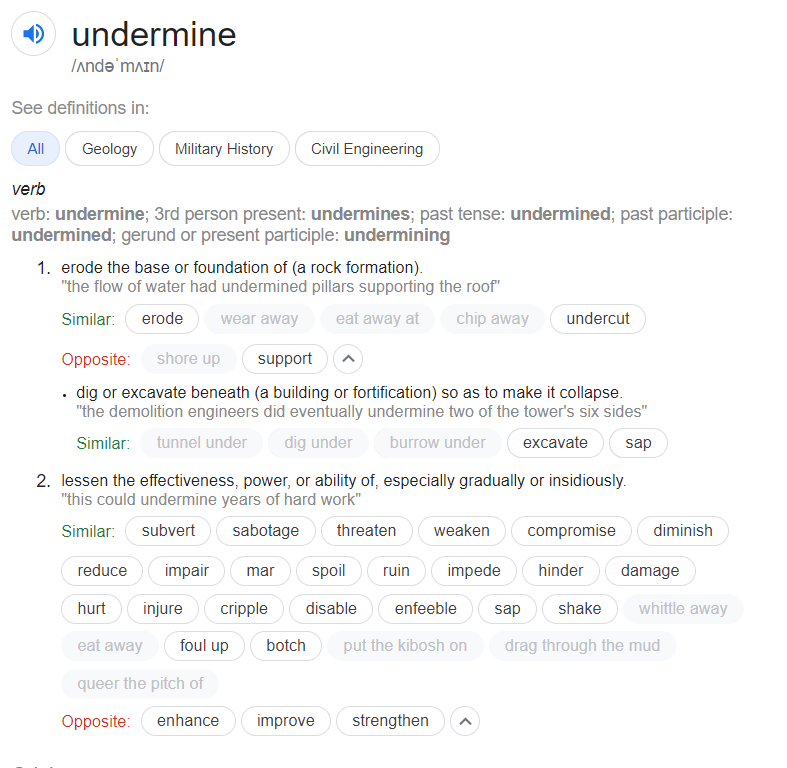 undermine
/ʌndəˈmʌɪn/
See definitions in:
All Geology Military History Civil Engineering
verb
verb: undermine; 3rd person present: undermines; past tense: undermined; past participle:
undermined; gerund or present participle: undermining
1. erode the base or foundation of (a rock formation).
"the flow of water had undermined pillars supporting the roof"
Similar: erode wear away eat away at chip away undercut
Opposite: shore up support
• dig or excavate beneath (a building or fortification) so as to make it collapse.
"the demolition engineers did eventually undermine two of the tower's six sides"
Similar: tunnel under dig under burrow under excavate sap
2. lessen the effectiveness, power, or ability of, especially gradually or insidiously.
"this could undermine years of hard work"
Similar: subvert sabotage threaten weaken compromise diminish
reduce impair mar spoil ruin impede hinder damage
hurt injure cripple disable enfeeble sap shake whittle away
eat away foul up botch put the kibosh on drag through the mud
queer the pitch of
Opposite: enhance improve strengthen